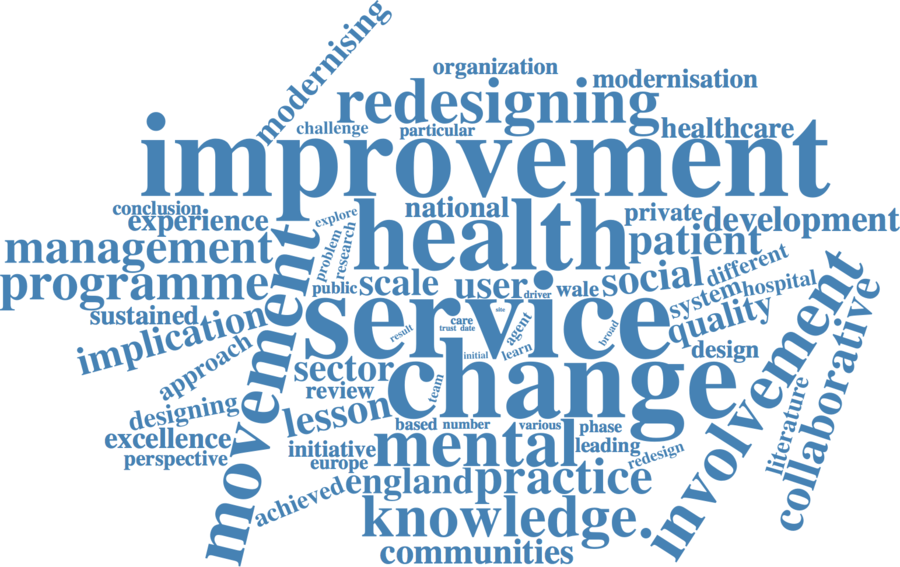 modernising
organization
modernisation
redesigning
challenge
particular
healthcare
improvement
conclusion
experience
explore
national
private
development
management
problem
research
health
patient
programme
public
scale
user
driver
wale
social
different
system
hospital
sustained
implication
movement
service
result
care
trust
date
site
agent
broad
quality
involvement
collaborative
approach
sector
initial
learn
design
review
team
change
designing
lesson
literature
excellence
based
number
various
phase
perspective
initiative
mental
leading
redesign
europe
achieved
england
practice
knowledge.
communities